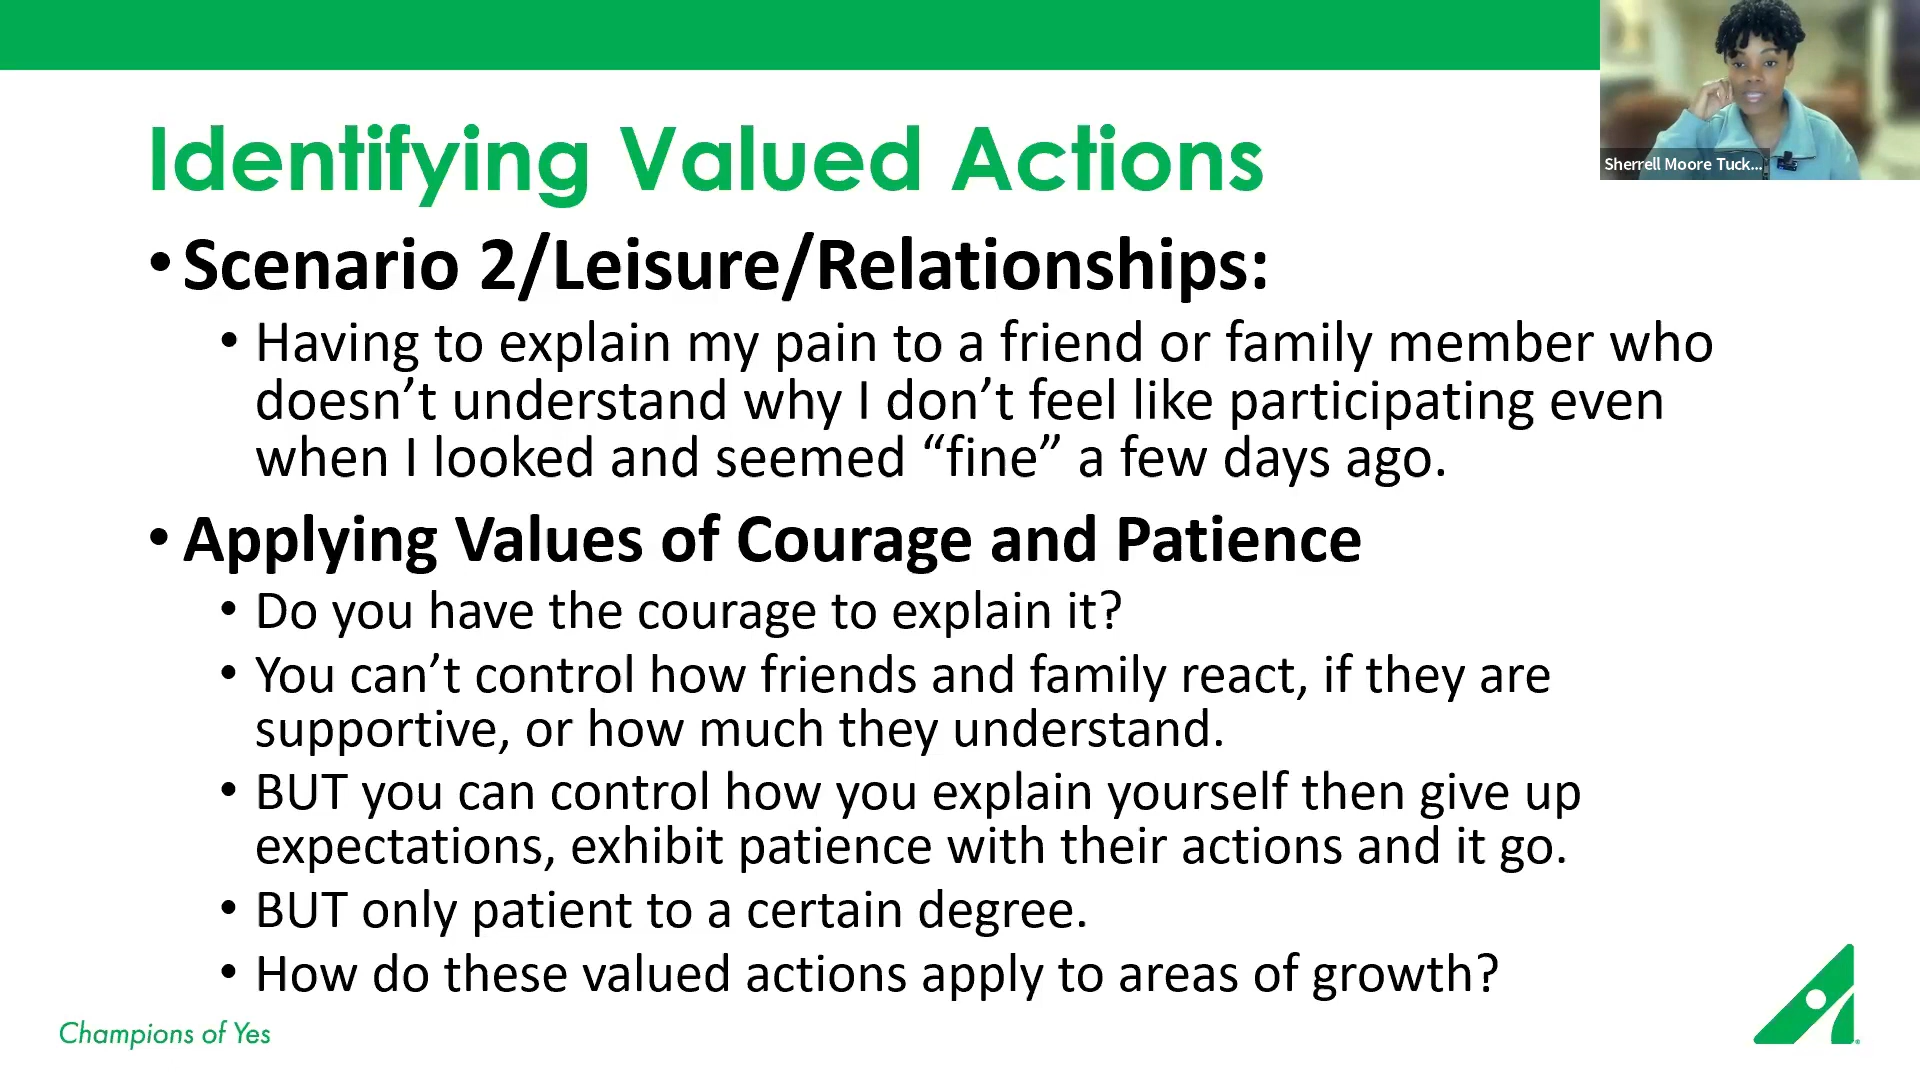 Sherrell Moore Tuck...
Identifying Valued Actions
• Scenario 2/Leisure/Relationships:
• Having to explain my pain to a friend or family member who
doesn’t understand why I don’t feel like participating even
when I looked and seemed “fine” a few days ago.
• Applying Values of Courage and Patience
• Do you have the courage to explain it?
• You can’t control how friends and family react, if they are
supportive, or how much they understand.
• BUT you can control how you explain yourself then give up
expectations, exhibit patience with their actions and it go.
• BUT only patient to a certain degree.
• How do these valued actions apply to areas of growth?
Champions of Yes